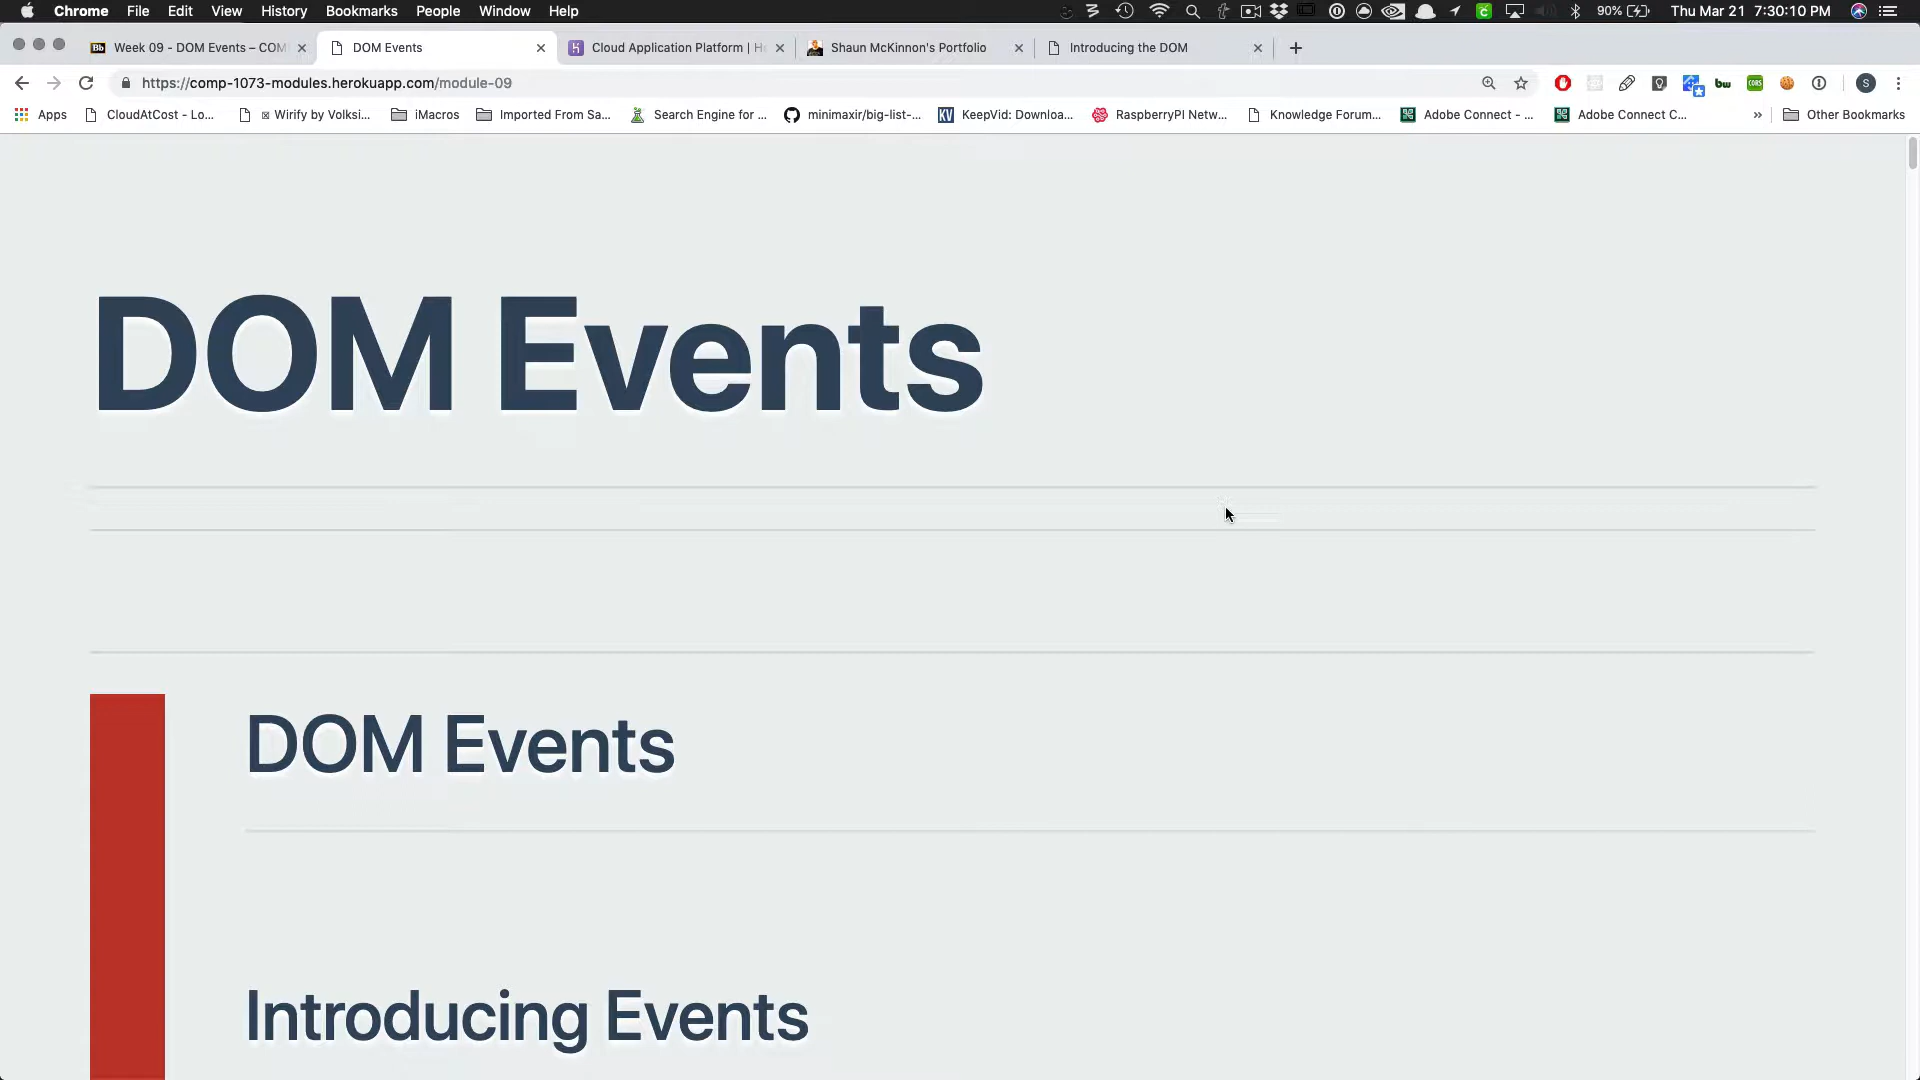 Chrome File Edit View History Bookmarks People Window Help 90% Thu Mar 21 7:30:10 PM
Week 09 - DOM Events – COM DOM Events Cloud Application Platform | H Shaun McKinnon's Portfolio Introducing the DOM
https://comp-1073-modules.herokuapp.com/module-09
Apps CloudAtCost - Lo... Wirify by Volksi... iMacros Imported From Sa... Search Engine for ... minimaxir/big-list-... KeepVid: Downloa... RaspberryPI Netw... Knowledge Forum... Adobe Connect - ... Adobe Connect C... » Other Bookmarks
DOM Events
DOM Events
Introducing Events